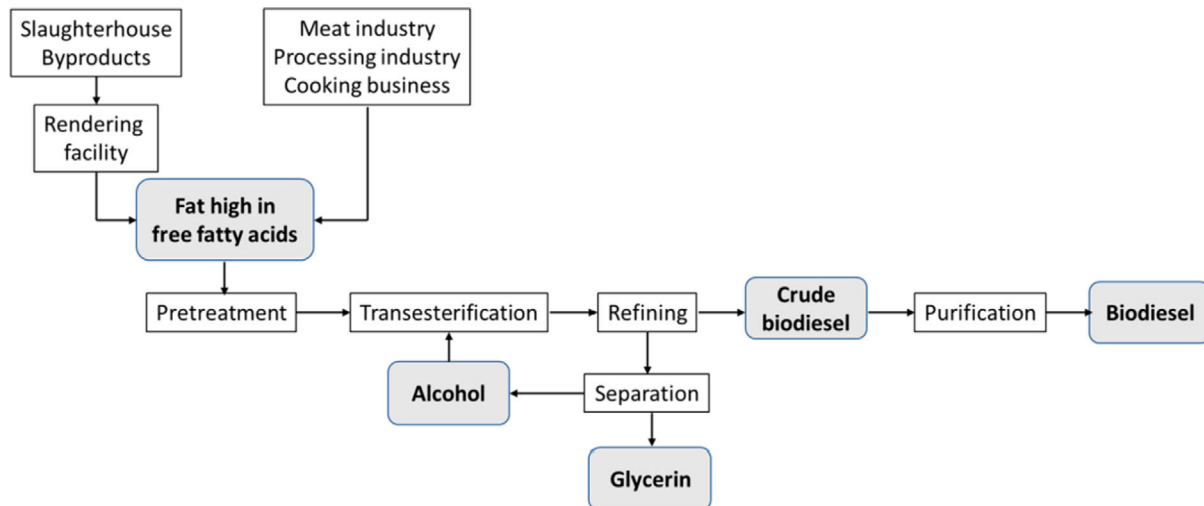 Slaughterhouse
Byproducts
Meat industry
Processing industry
Cooking business
Rendering
facility
Fat high in
free fatty acids
Pretreatment
Transesterification
Refining
Crude
biodiesel
Purification
Biodiesel
Alcohol
Separation
Glycerin